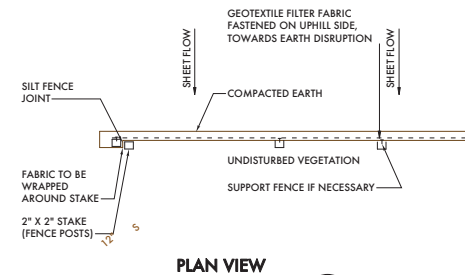 GEOTEXTILE FILTER FABRIC
FASTENED ON UPHILL SIDE,
TOWARDS EARTH DISRUPTION
SHEET FLOW
SHEET FLOW
SILT FENCE
JOINT
COMPACTED EARTH
UNDISTURBED VEGETATION
FABRIC TO BE
WRAPPED
AROUND STAKE
SUPPORT FENCE IF NECESSARY
2" X 2" STAKE
(FENCE POSTS)
12"
S
PLAN VIEW